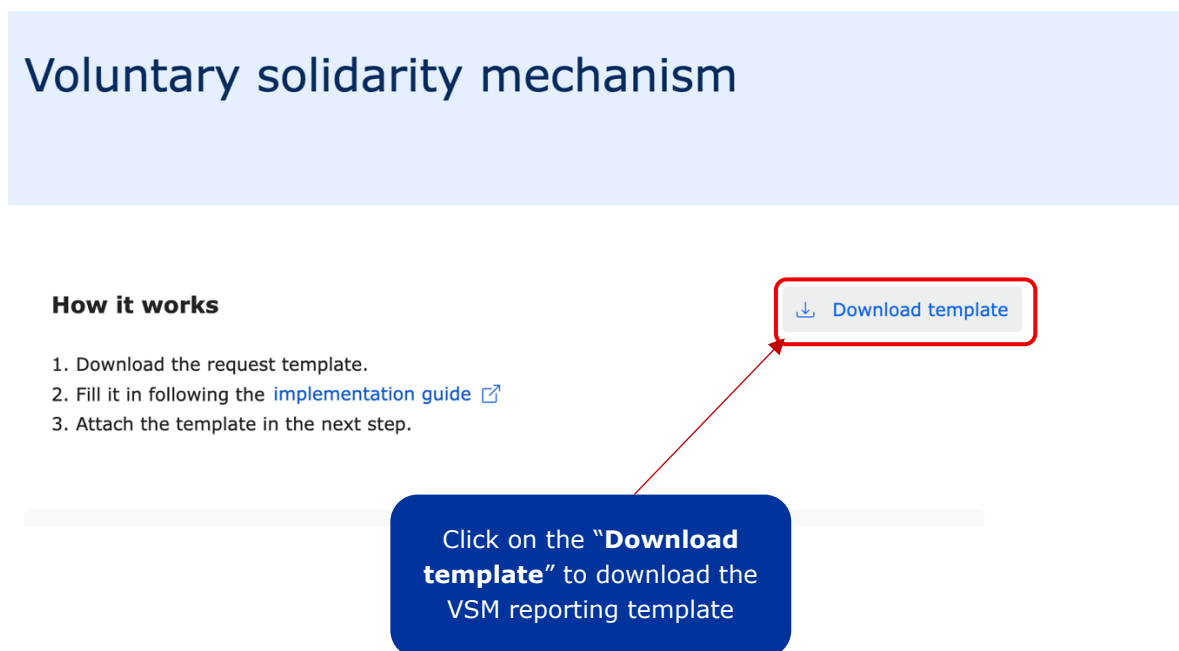 Voluntary solidarity mechanism
How it works
Download template
1. Download the request template.
2. Fill it in following the implementation guide
3. Attach the template in the next step.
Click on the “Download
template” to download the
VSM reporting template